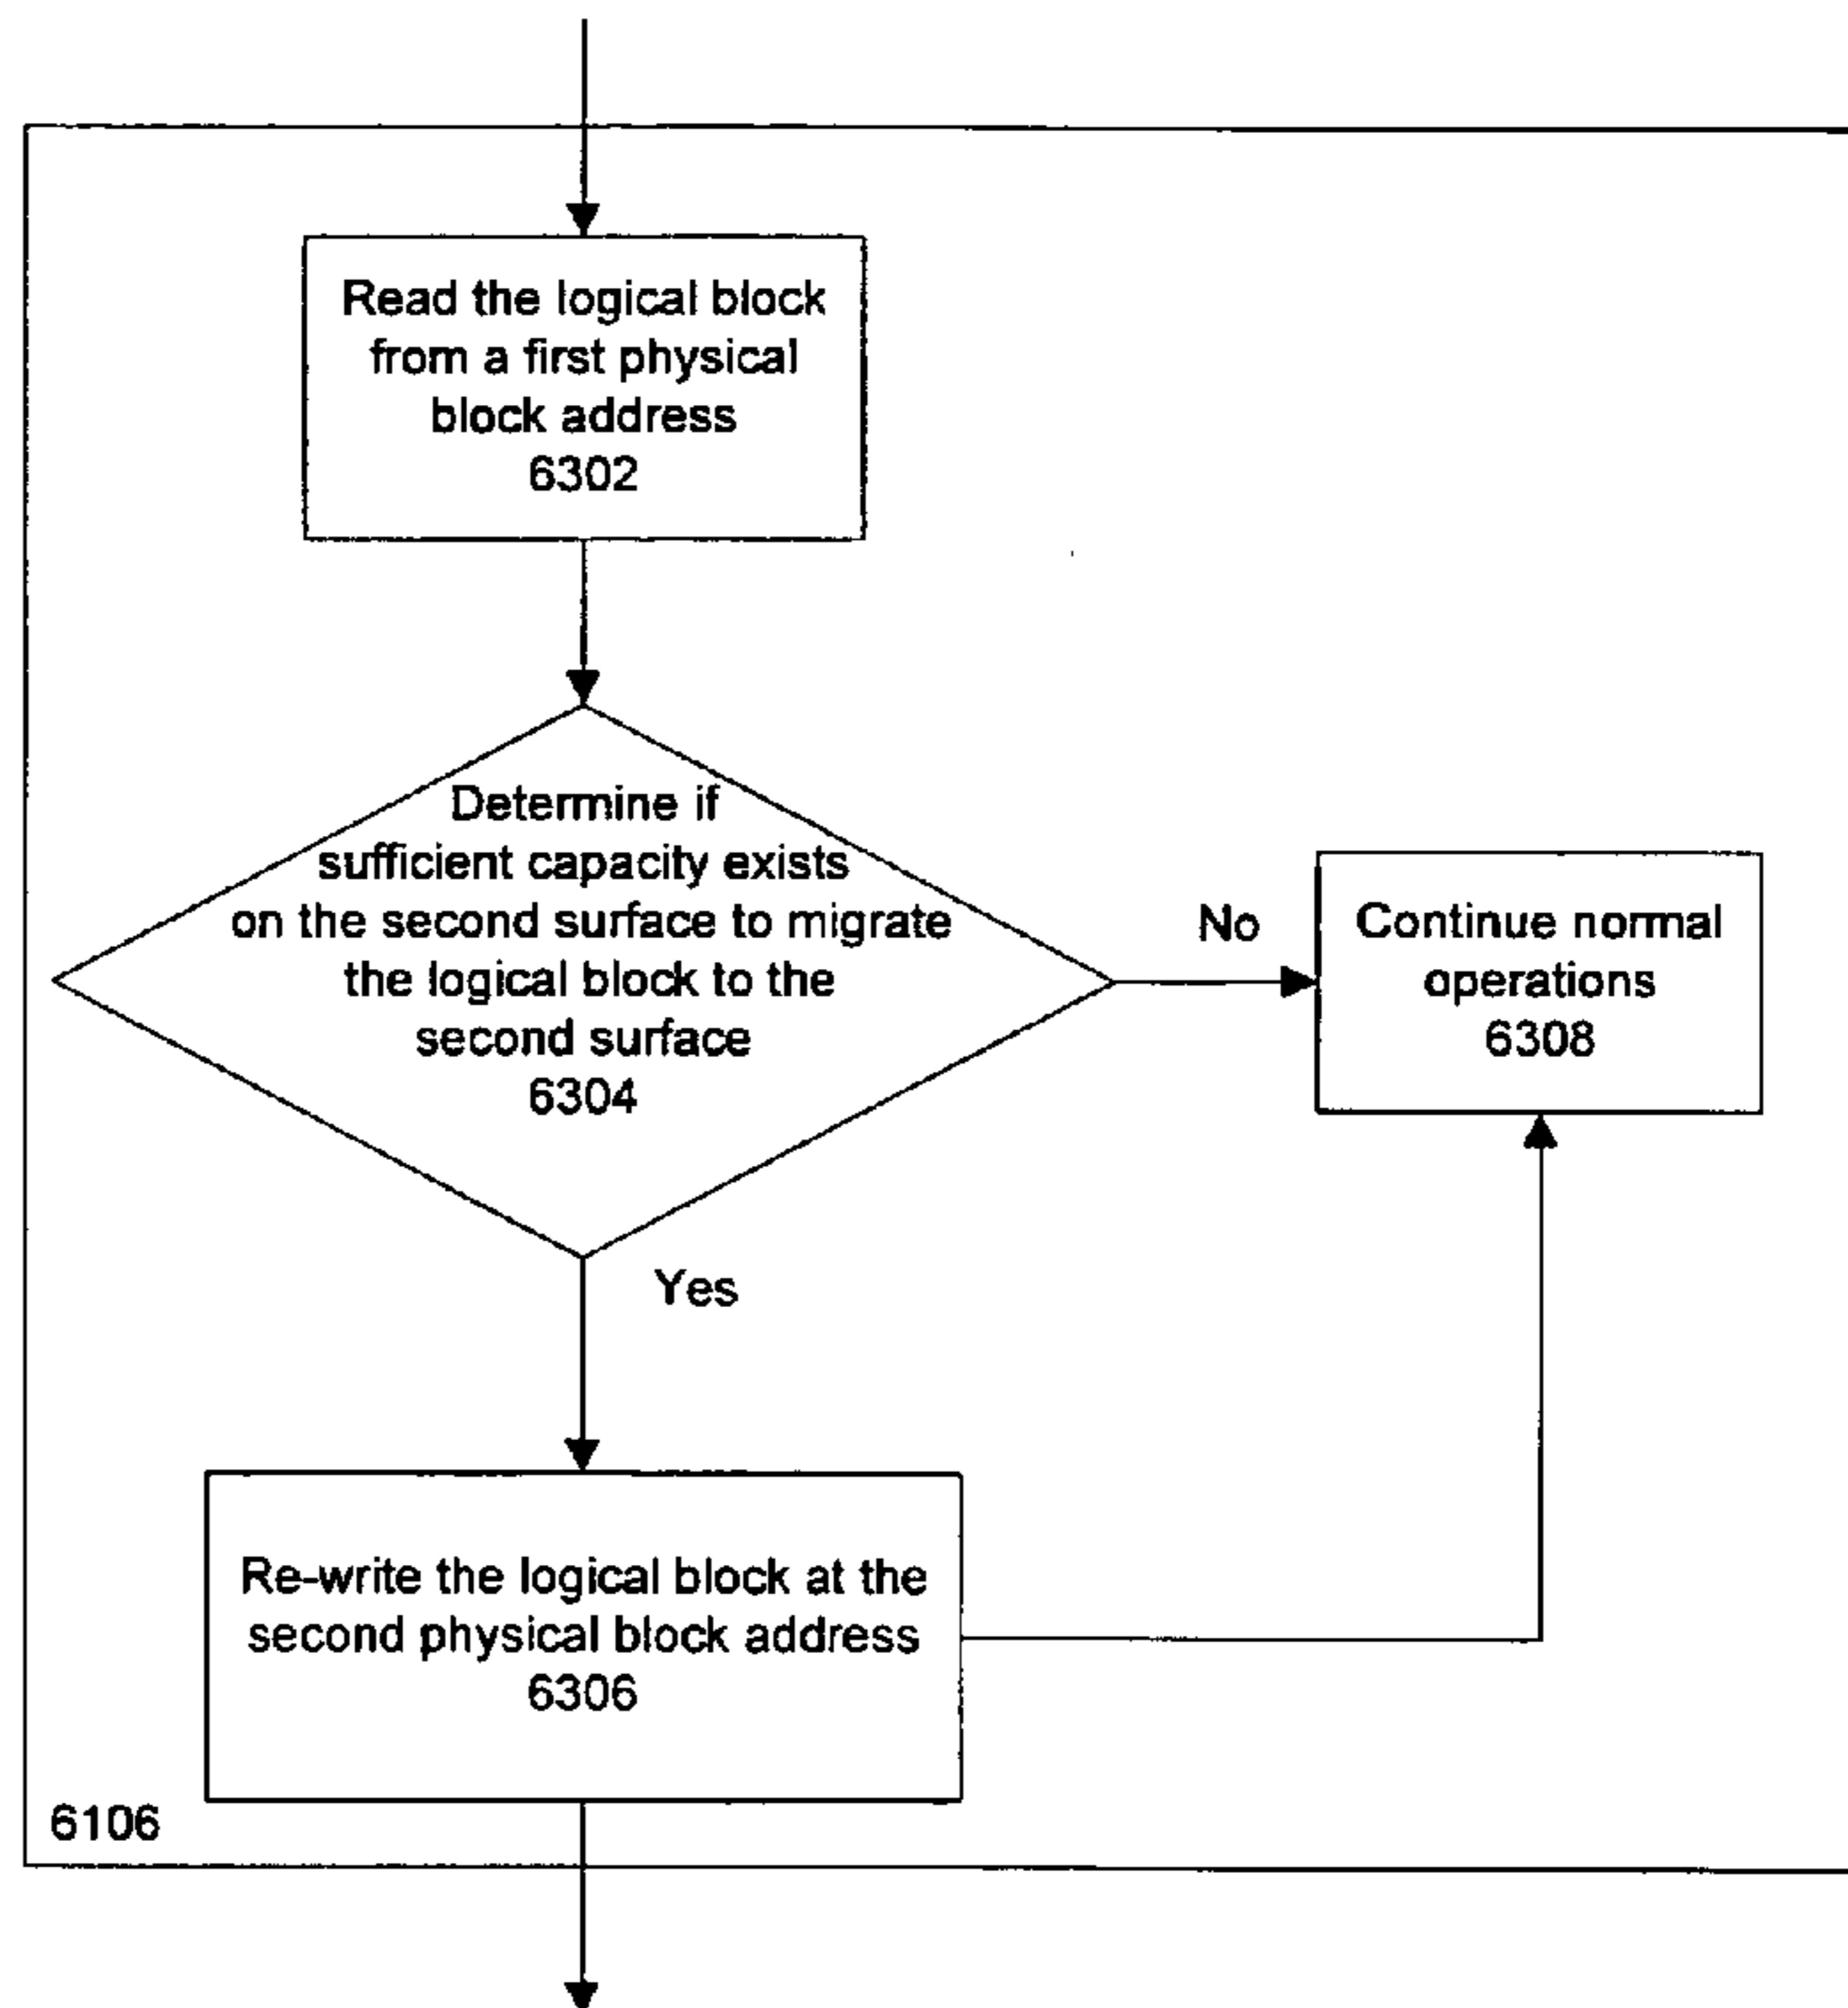 Read the logical block
from a first physical
block address
6302
Determine if
sufficient capacity exists
on the second surface to migrate
the logical block to the
second surface
6304
No
Continue normal
operations
6308
Yes
Re-write the logical block at the
second physical block address
6306
6106